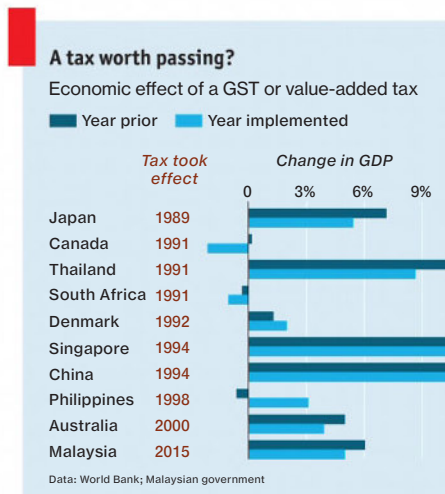 A tax worth passing?
Economic effect of a GST or value-added tax
Year prior Year implemented
Tax took effect Change in GDP
0 3% 6% 9%
Japan 1989
Canada 1991
Thailand 1991
South Africa 1991
Denmark 1992
Singapore 1994
China 1994
Philippines 1998
Australia 2000
Malaysia 2015
Data: World Bank; Malaysian government